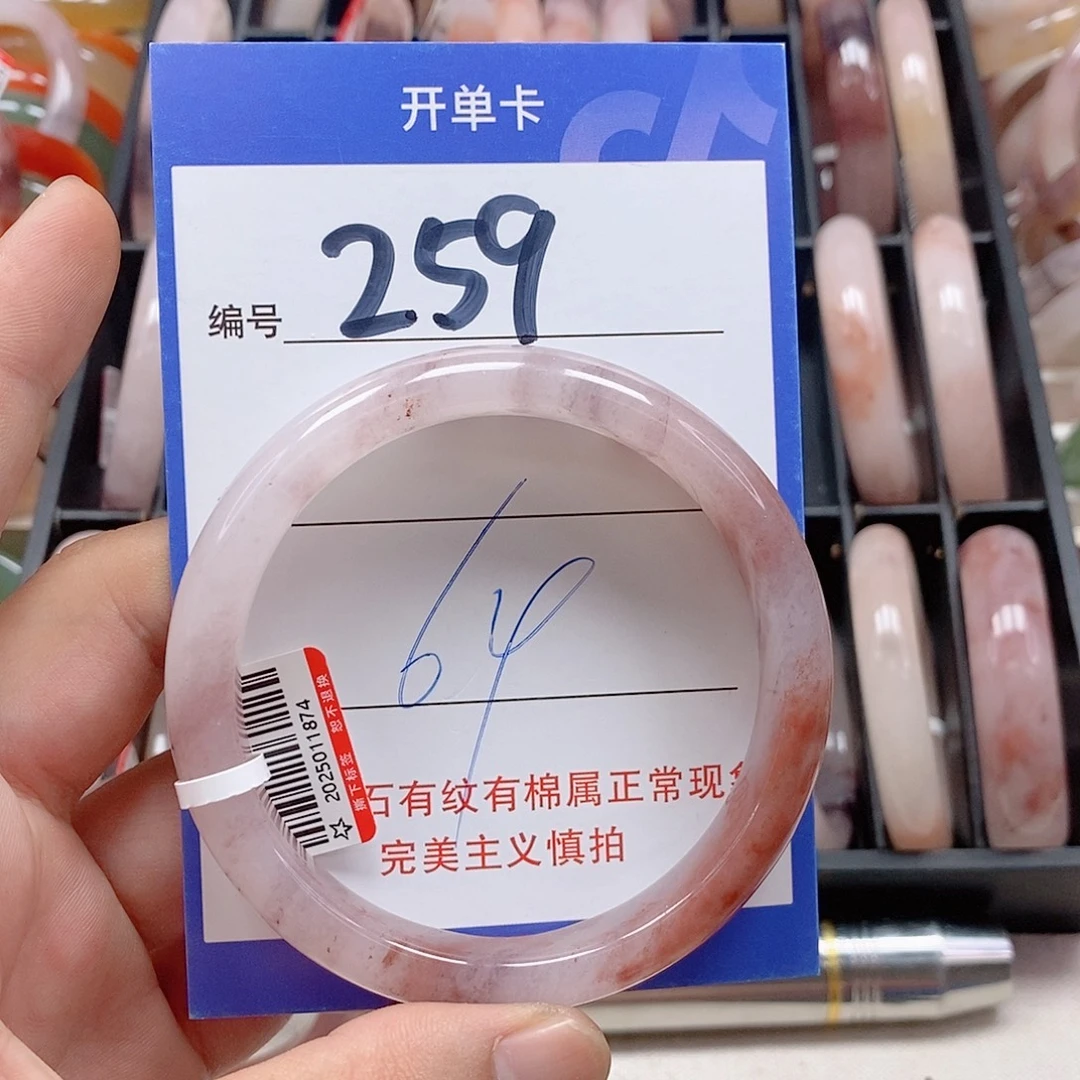 开单卡
编号 259
64
2025011874
撕下标签 恕不退换
石有纹有棉属正常现象
完美主义慎拍